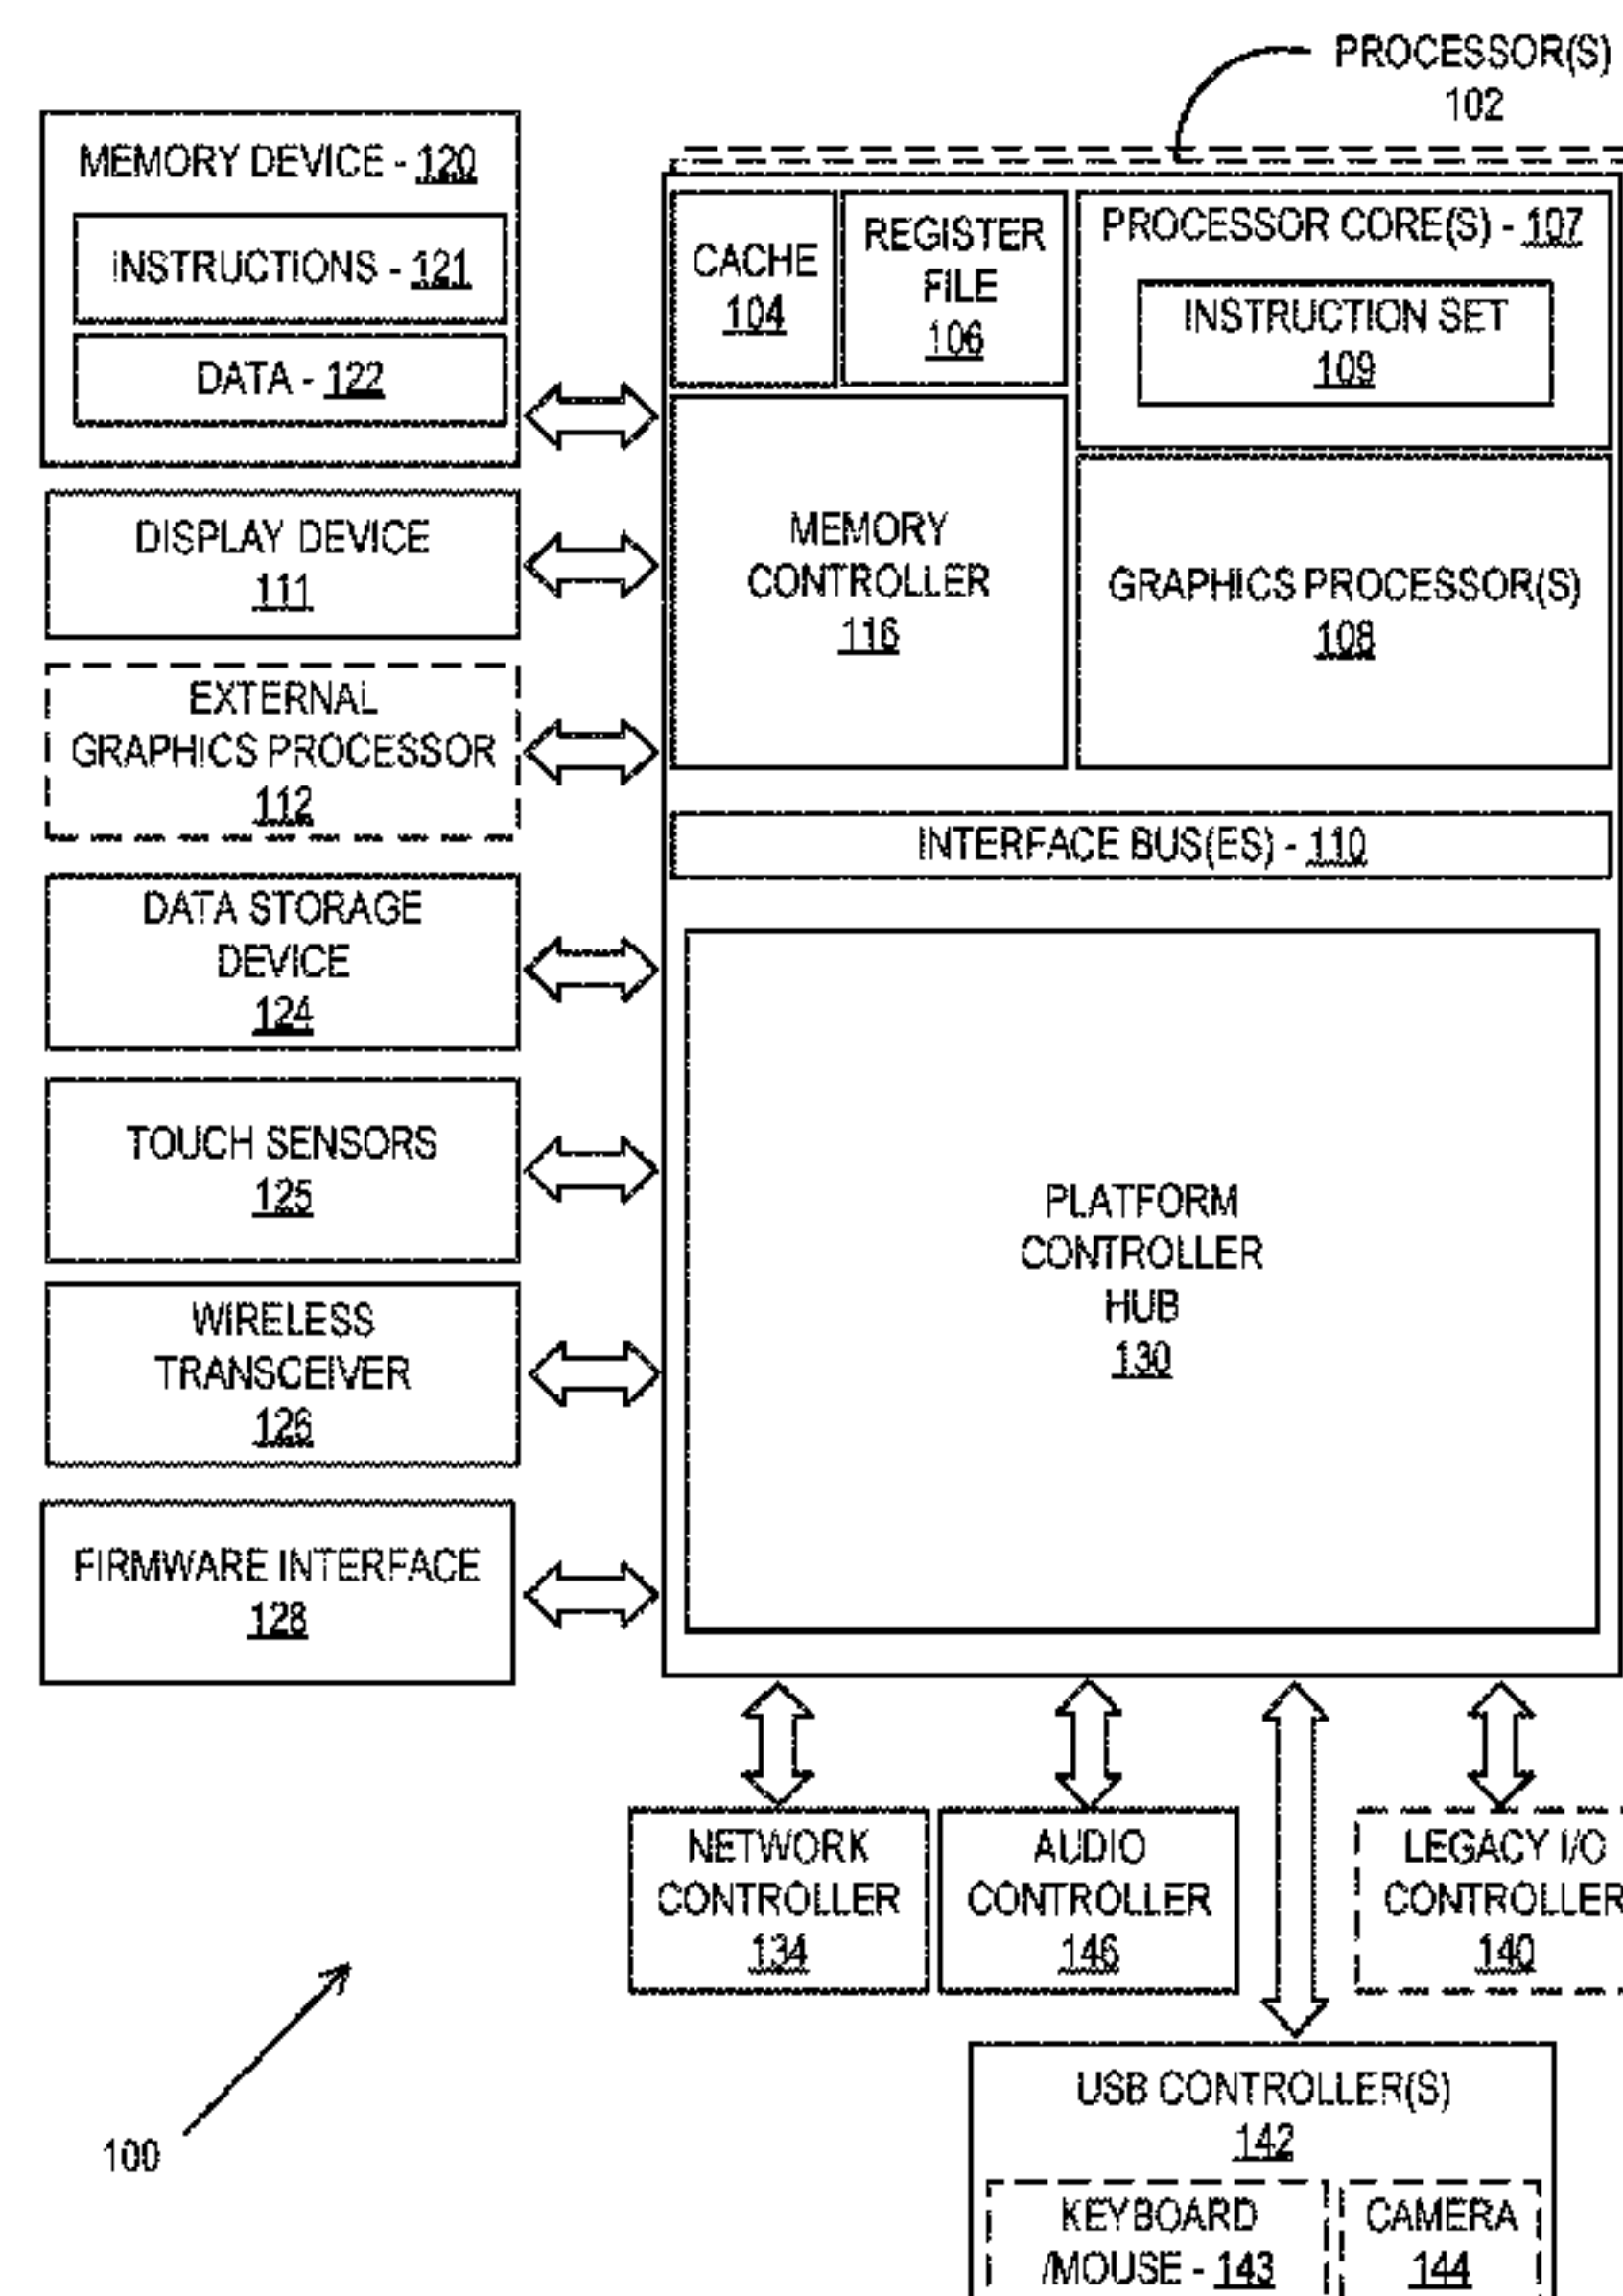 PROCESSOR(S)
102
MEMORY DEVICE - 120
INSTRUCTIONS - 121
DATA - 122
CACHE
104
REGISTER
FILE
106
PROCESSOR CORE(S) - 107
INSTRUCTION SET
109
DISPLAY DEVICE
111
MEMORY
CONTROLLER
116
GRAPHICS PROCESSOR(S)
108
EXTERNAL
GRAPHICS PROCESSOR
112
INTERFACE BUS(ES) - 110
DATA STORAGE
DEVICE
124
TOUCH SENSORS
125
PLATFORM
CONTROLLER
HUB
130
WIRELESS
TRANSCEIVER
126
FIRMWARE INTERFACE
128
NETWORK
CONTROLLER
134
AUDIO
CONTROLLER
146
LEGACY I/O
CONTROLLER
140
100
USB CONTROLLER(S)
142
KEYBOARD
/MOUSE - 143
CAMERA
144